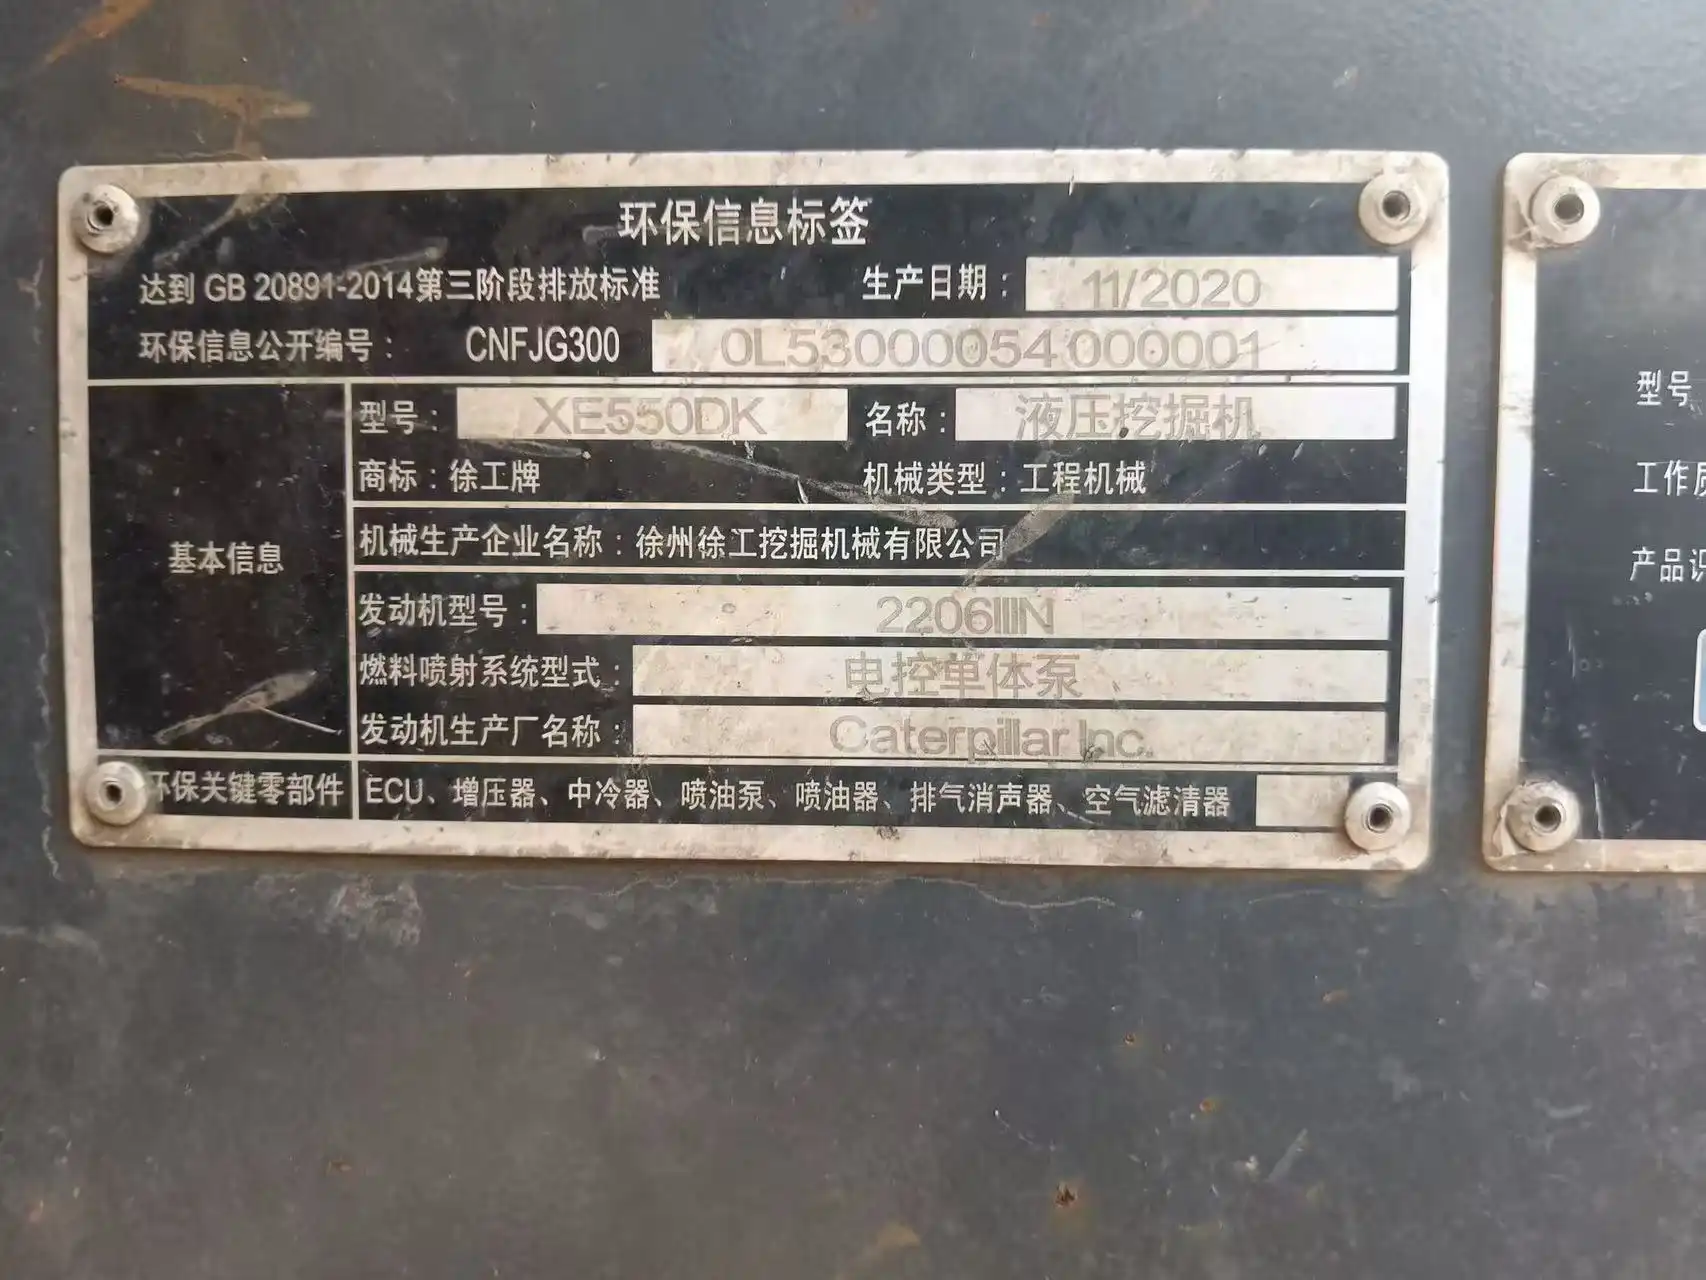 环保信息标签
达到 GB 20891-2014第三阶段排放标准 生产日期： 11/2020
环保信息公开编号： CNFJG300 0L53000054000001
基本信息
型号： XE550DK 名称： 液压挖掘机
商标：徐工牌 机械类型：工程机械
机械生产企业名称：徐州徐工挖掘机械有限公司
发动机型号： 2206IIIN
燃料喷射系统型式： 电控单体泵
发动机生产厂名称： Caterpillar Inc.
环保关键零部件 ECU、增压器、中冷器、喷油泵、喷油器、排气消声器、空气滤清器
型号
工作质
产品识